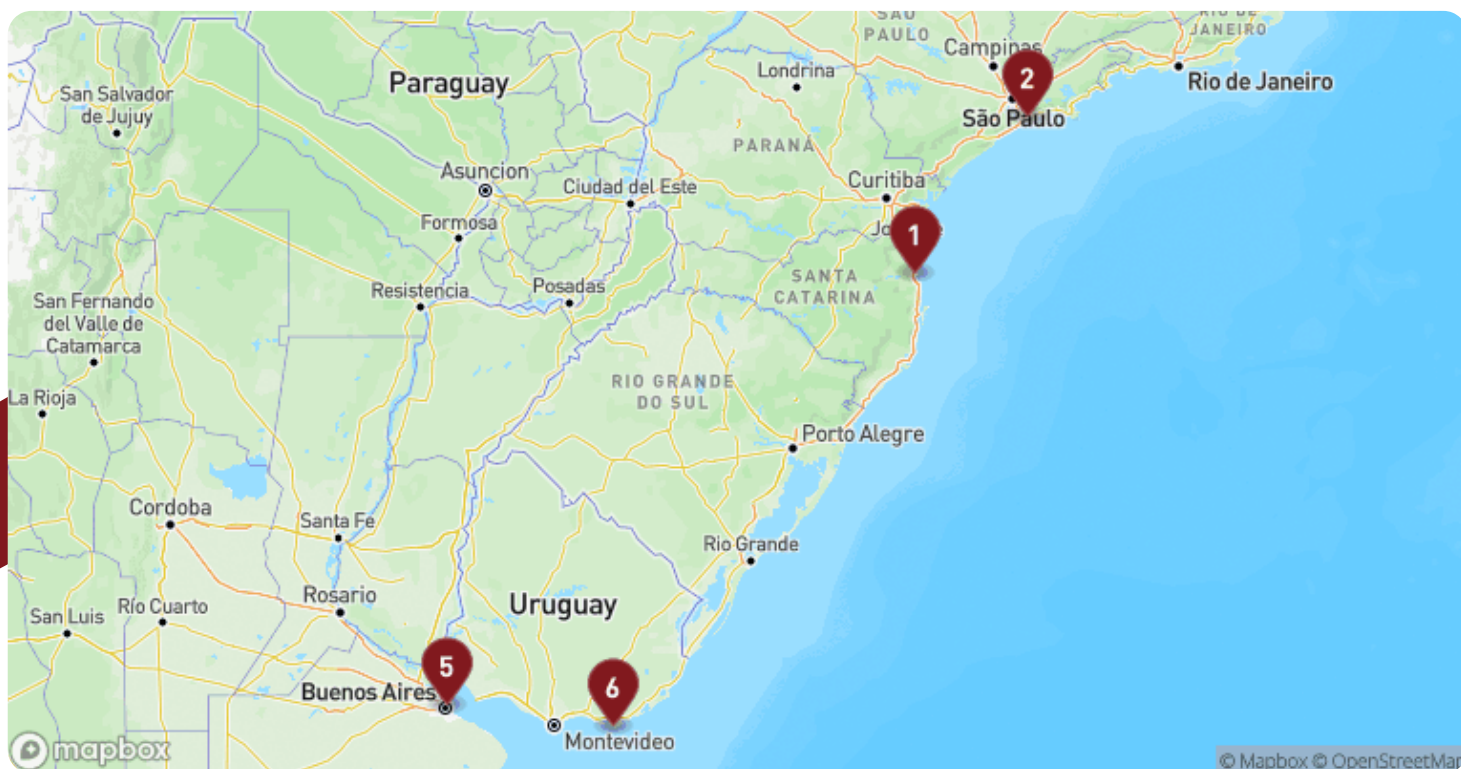 SÃO
PAULO
RIO DE
JANEIRO
Campinas
Londrina
Paraguay
2
Rio de Janeiro
San Salvador
de Jujuy
São Paulo
PARANÁ
Asuncion
Ciudad del Este
Curitiba
Formosa
1
SANTA
CATARINA
Resistencia
Posadas
San Fernando
del Valle de
Catamarca
RIO GRANDE
DO SUL
La Rioja
Porto Alegre
Cordoba
Santa Fe
Rio Grande
Rosario
Río Cuarto
Uruguay
San Luis
5
6
Buenos Aires
Montevideo
mapbox
© Mapbox © OpenStreetMap